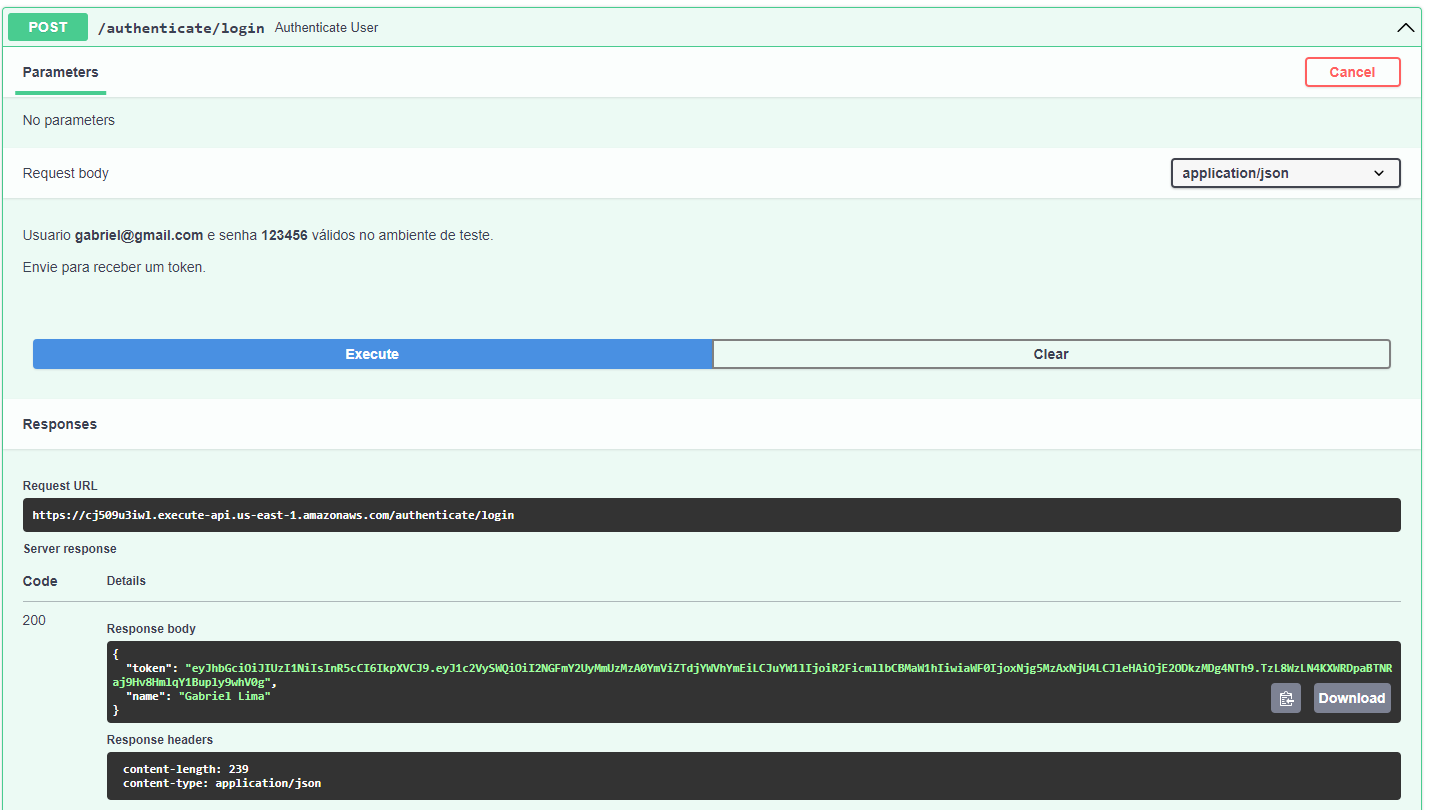 POST /authenticate/login Authenticate User
Parameters
Cancel
No parameters
Request body
application/json
Usuario gabriel@gmail.com e senha 123456 válidos no ambiente de teste.
Envie para receber um token.
Execute
Clear
Responses
Request URL
https://cj509u3iwl.execute-api.us-east-1.amazonaws.com/authenticate/login
Server response
Code Details
200
Response body
{
"token": "eyJhbGciOiJIUzI1NiIsInR5cCI6IkpXVCJ9.eyJ1c2VySWQiOiI2NGFmY2UyMmUzMzA0YmViZTdjYWVhYmEiLCJuYW1lIjoiR2FicmllbCBMaW1hIiwiaWF0IjoxNjg5MzAxNjU4LCJleHAiOjE2ODkzMDg4NTh9.TzL8WzLN4KXWRDpaBTNR
aj9Hv8HmlqY1Buply9whV0g",
"name": "Gabriel Lima"
}
Download
Response headers
content-length: 239
content-type: application/json